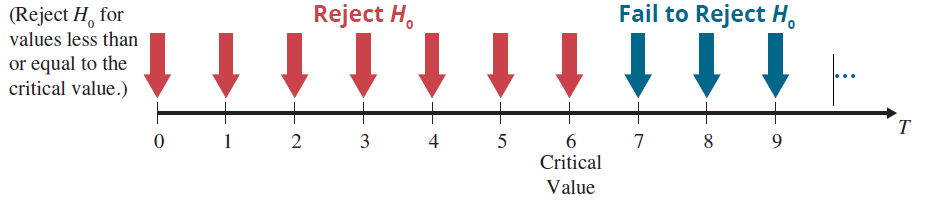 (Reject H₀ for
values less than
or equal to the
critical value.)
Reject H₀
Fail to Reject H₀
...
0 1 2 3 4 5 6 7 8 9
T
Critical
Value